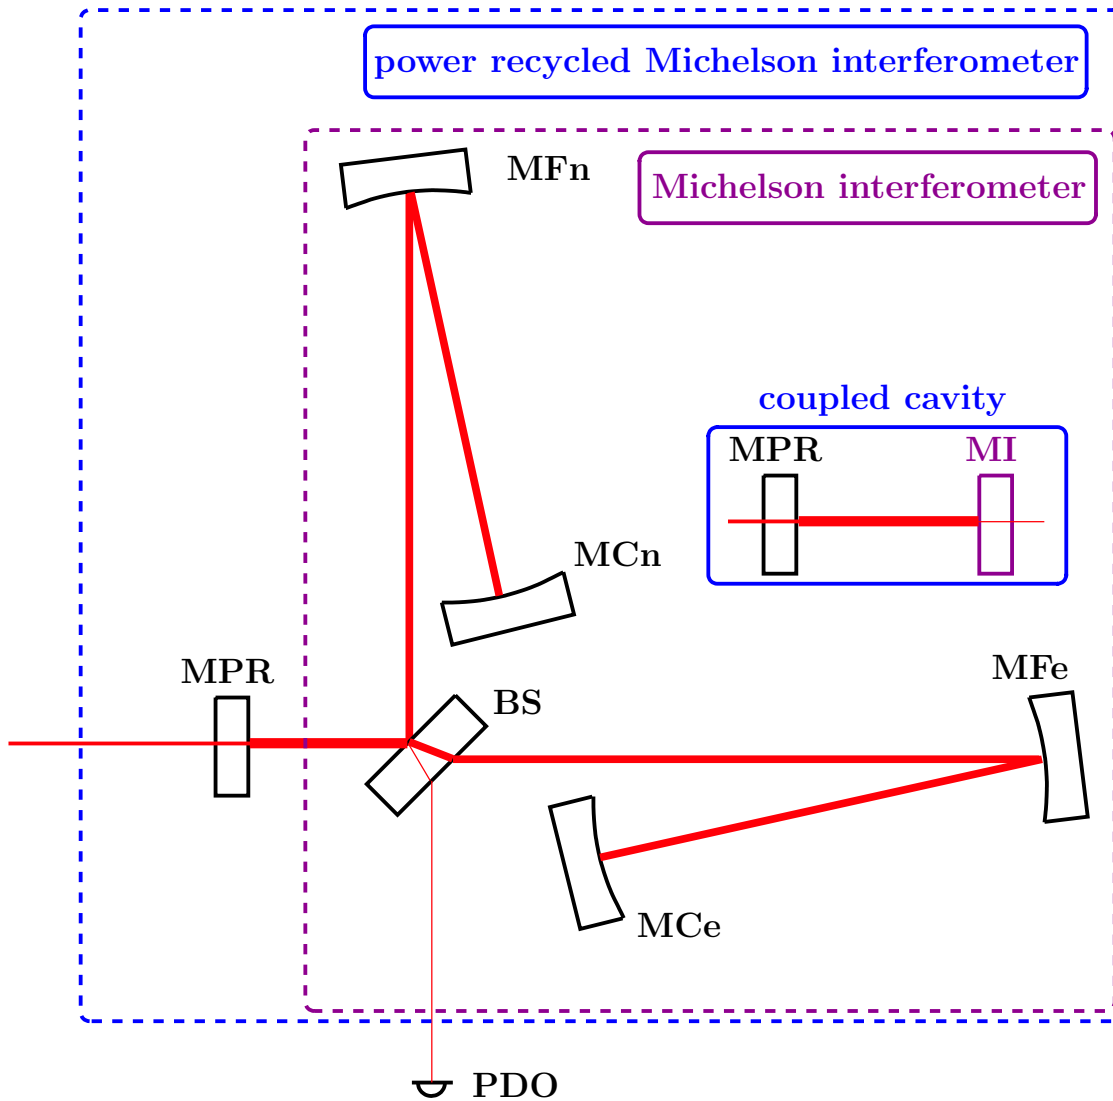 power recycled Michelson interferometer
MFn
Michelson interferometer
coupled cavity
MPR
MI
MCn
MPR
MFe
BS
MCe
PDO